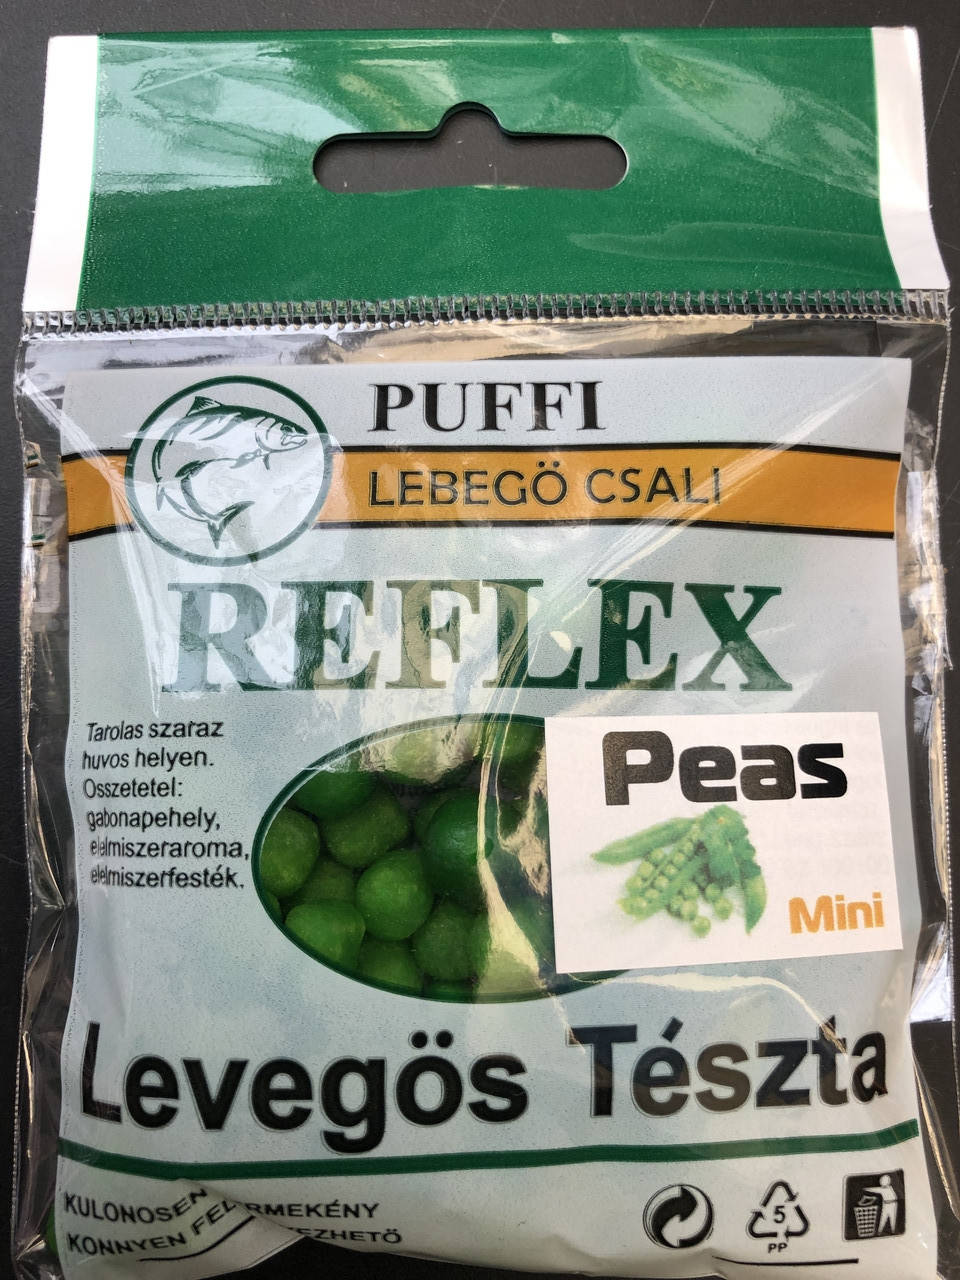 PUFFI
LEBEGÖ CSALI
REFLEX
Tarolas szaraz
huvos helyen.
Osszetetel:
gabonapehely,
elelmiszeraroma,
elelmiszerfesték.
Peas
Mini
Levegös Tészta
KULONOSEN
KONNYEN
5
PP